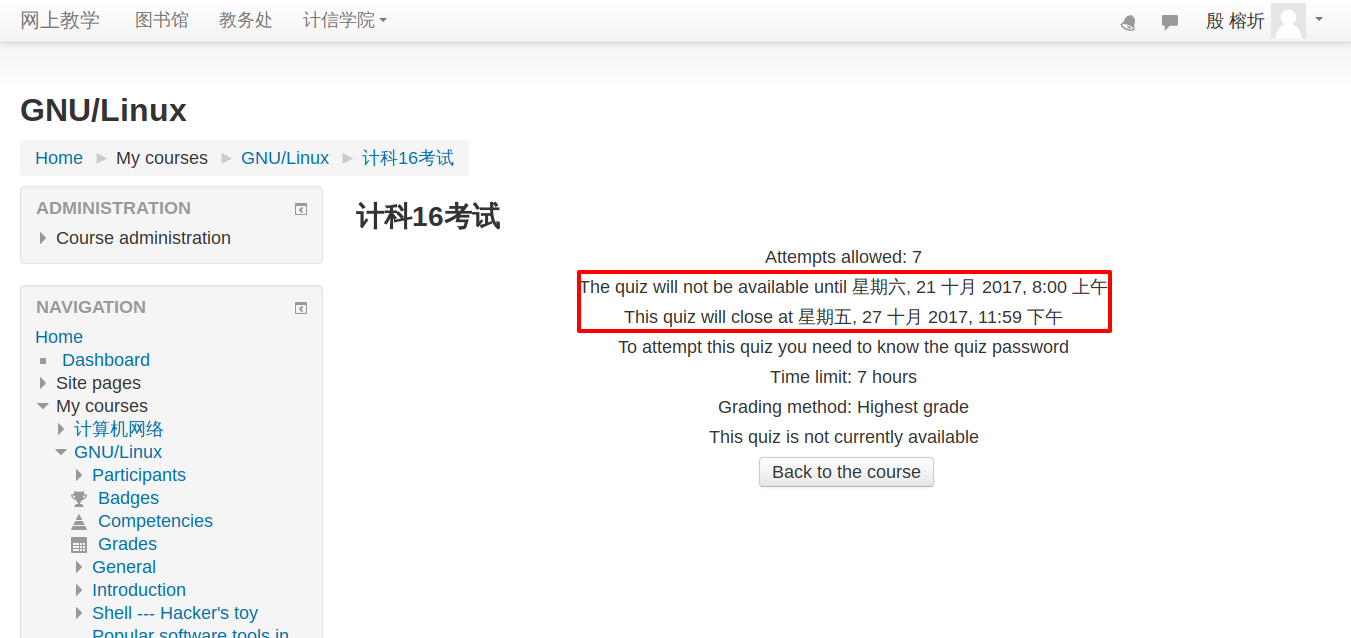 网上教学 图书馆 教务处 计信学院 殷 榕圻
GNU/Linux
Home My courses GNU/Linux 计科16考试
ADMINISTRATION
Course administration
NAVIGATION
Home
Dashboard
Site pages
My courses
计算机网络
GNU/Linux
Participants
Badges
Competencies
Grades
General
Introduction
Shell --- Hacker's toy
Popular software tools in
计科16考试
Attempts allowed: 7
The quiz will not be available until 星期六, 21 十月 2017, 8:00 上午
This quiz will close at 星期五, 27 十月 2017, 11:59 下午
To attempt this quiz you need to know the quiz password
Time limit: 7 hours
Grading method: Highest grade
This quiz is not currently available
Back to the course